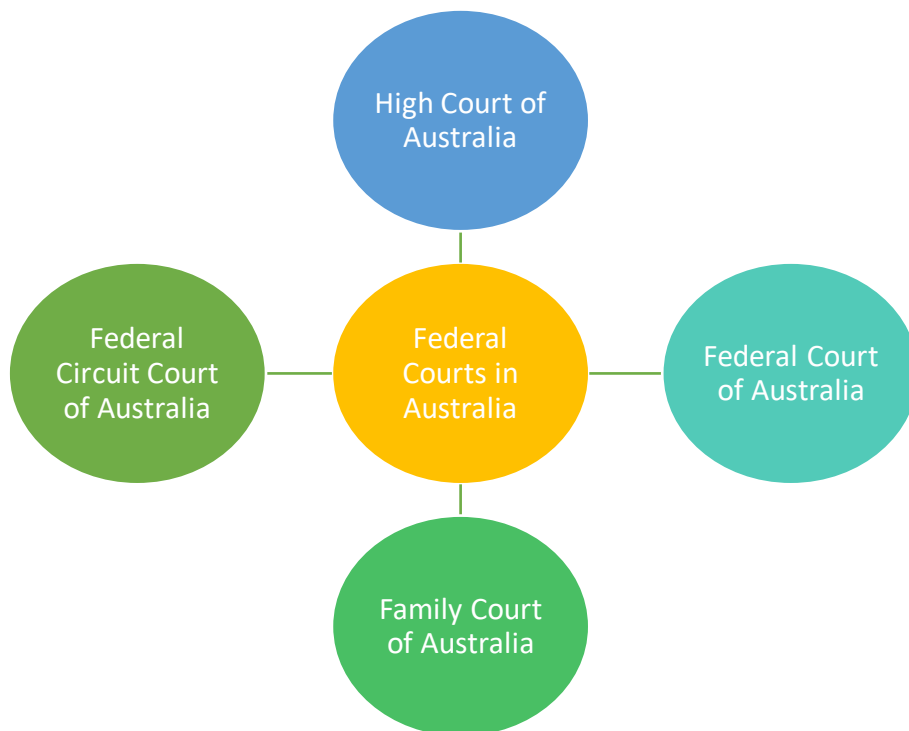 High Court of
Australia
Federal
Circuit Court
of Australia
Federal
Courts in
Australia
Federal Court
of Australia
Family Court
of Australia